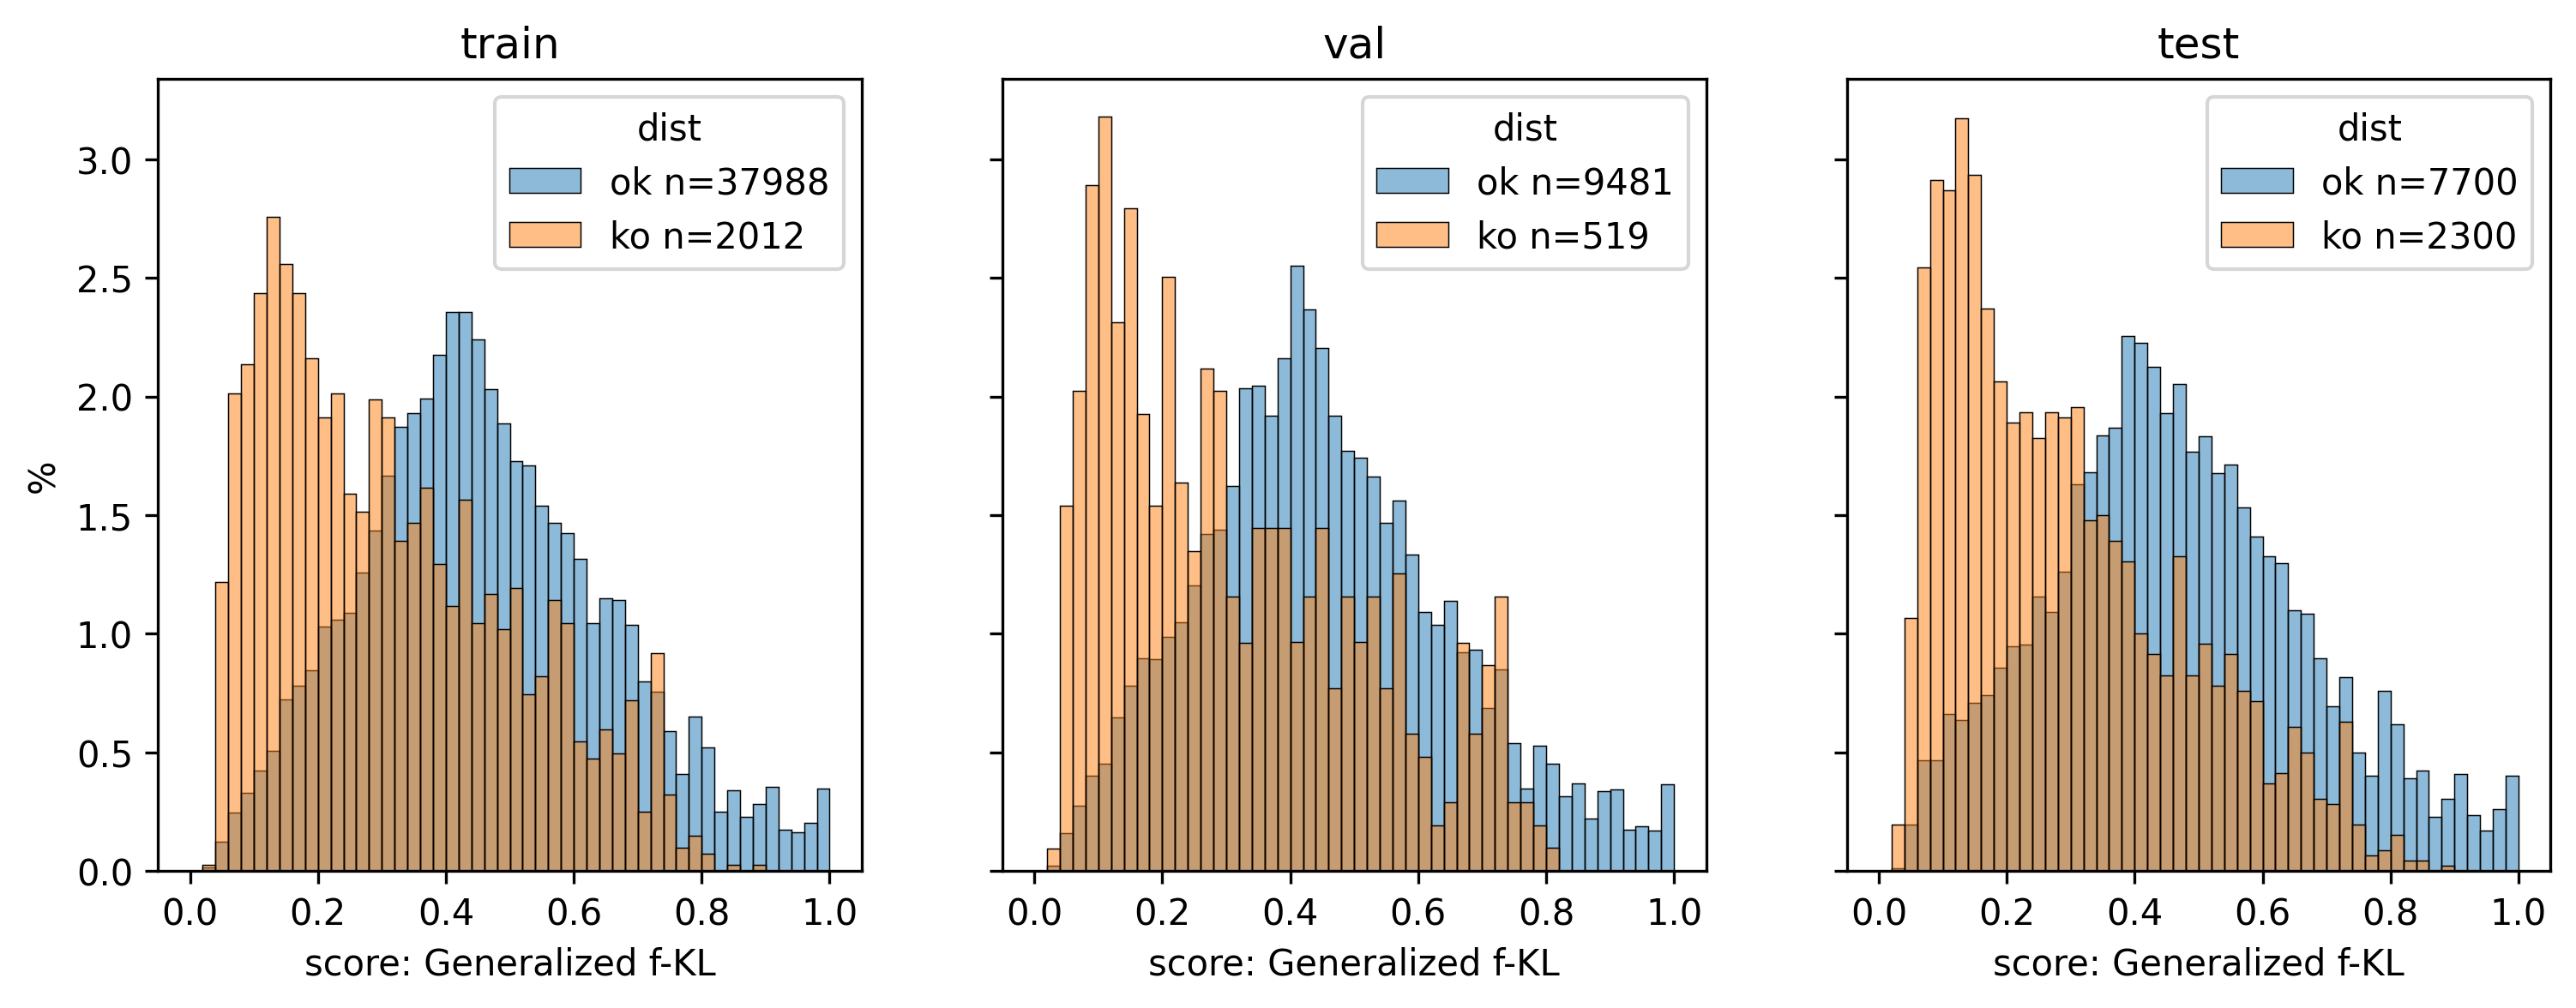 train
val
test
dist
ok n=37988
ko n=2012
dist
ok n=9481
ko n=519
dist
ok n=7700
ko n=2300
%
3.0
2.5
2.0
1.5
1.0
0.5
0.0
0.0 0.2 0.4 0.6 0.8 1.0
0.0 0.2 0.4 0.6 0.8 1.0
0.0 0.2 0.4 0.6 0.8 1.0
score: Generalized f-KL
score: Generalized f-KL
score: Generalized f-KL